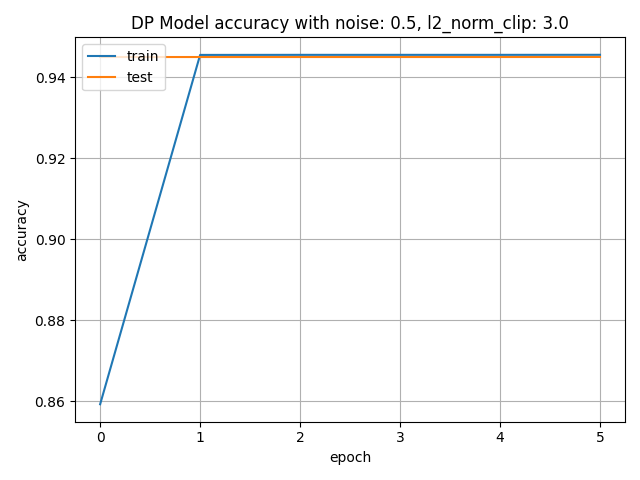 DP Model accuracy with noise: 0.5, l2_norm_clip: 3.0
train
test
0.94
0.92
0.90
0.88
0.86
accuracy
0 1 2 3 4 5
epoch